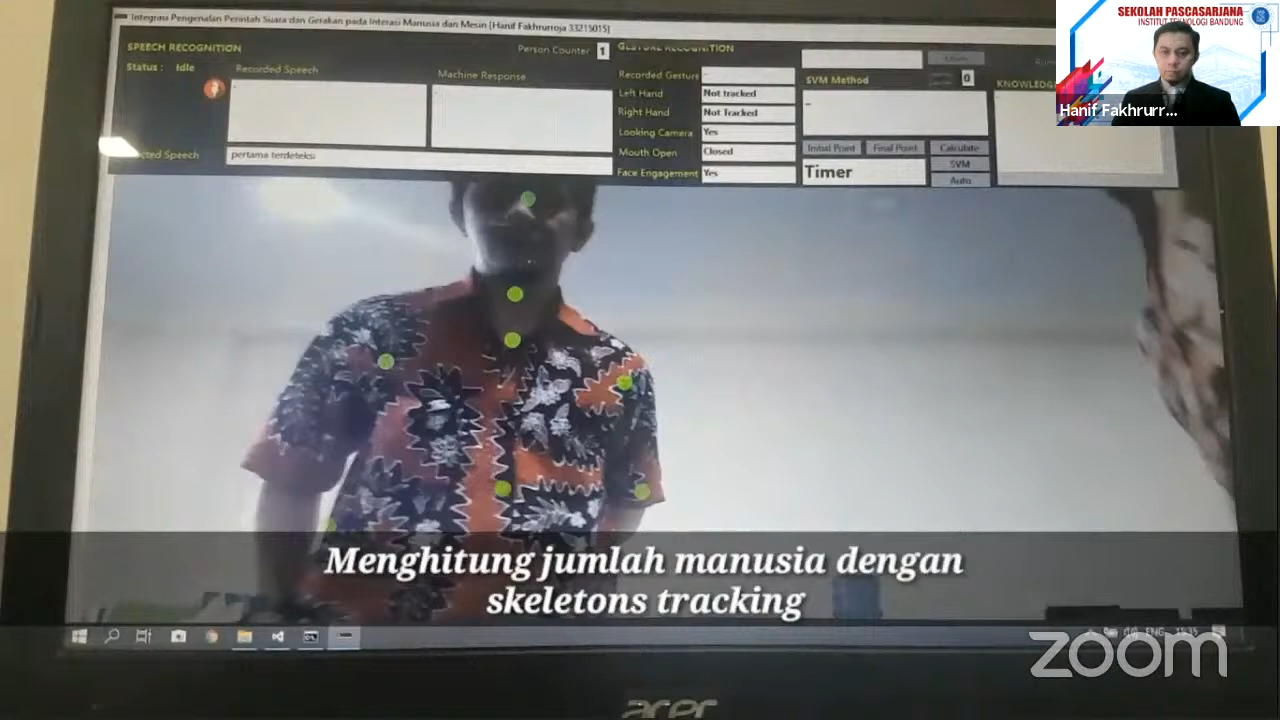 Integrasi Pengenalan Perintah Suara dan Gerakan pada Interasi Manusia dan Mesin [Hanif Fakhrurroja 33215015]
SEKOLAH PASCASARJANA
INSTITUT TEKNOLOGI BANDUNG
Hanif Fakhrurr...
SPEECH RECOGNITION
Person Counter 1
GESTURE RECOGNITION
Status : Idle
Recorded Speech
Machine Response
Recorded Gesture
Left Hand Not tracked
Right Hand Not Tracked
Looking Camera Yes
Mouth Open Closed
Face Engagement Yes
Speech pertama terdeteksi
SVM Method
0
Initial Point Final Point Calculate
Timer SVM
Auto
Menghitung jumlah manusia dengan
skeletons tracking
ENG
zoom
acer